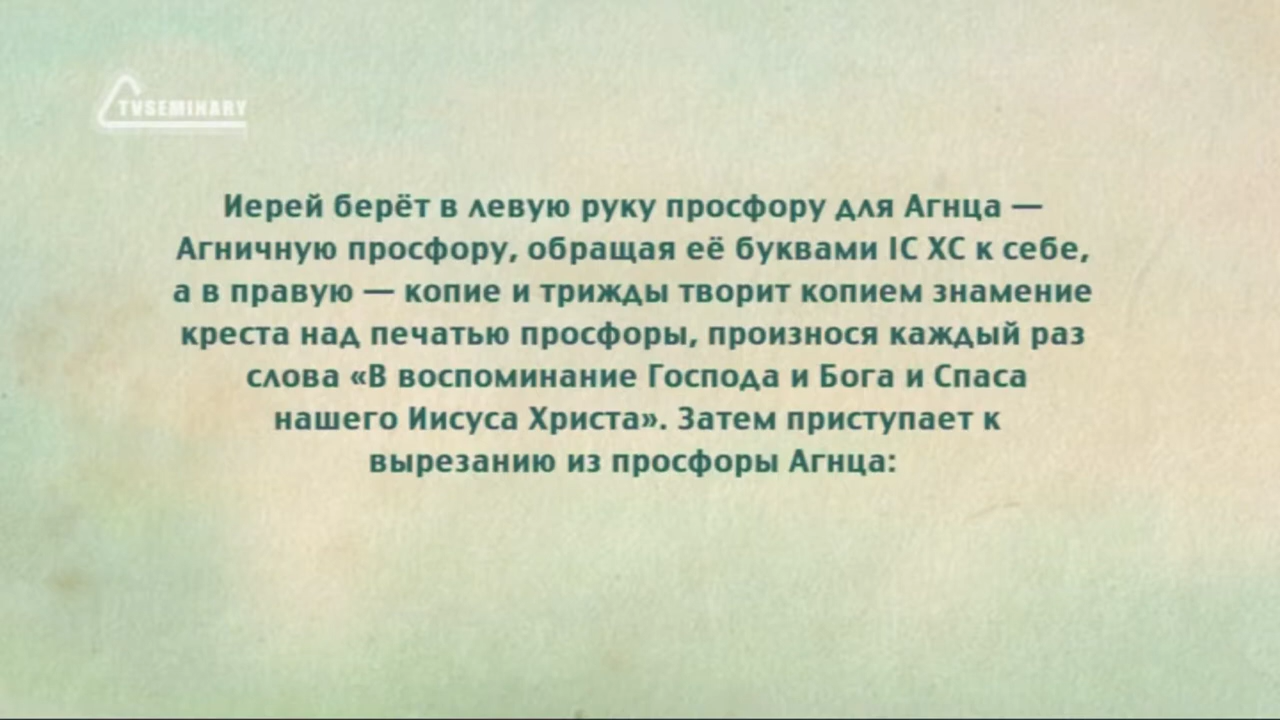 TVSEMINARY
Иерей берёт в левую руку просфору для Агнца —
Агничную просфору, обращая её буквами IC XC к себе,
а в правую — копие и трижды творит копием знамение
креста над печатью просфоры, произнося каждый раз
слова «В воспоминание Господа и Бога и Спаса
нашего Иисуса Христа». Затем приступает к
вырезанию из просфоры Агнца: